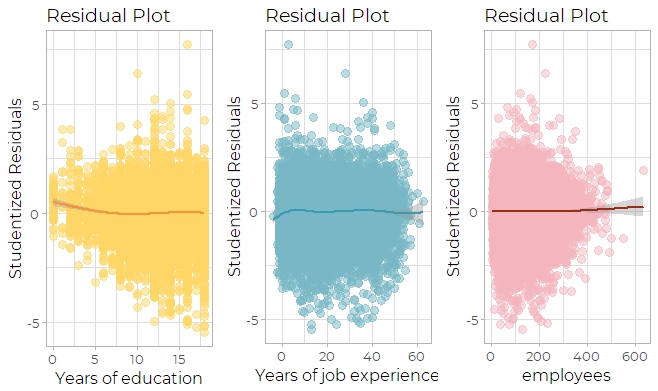 Residual Plot
Studentized Residuals
5
0
-5
0
5
10
15
Years of education
Residual Plot
Studentized Residuals
5
0
-5
0
20
40
60
Years of job experience
Residual Plot
Studentized Residuals
5
0
-5
0
200
400
600
employees